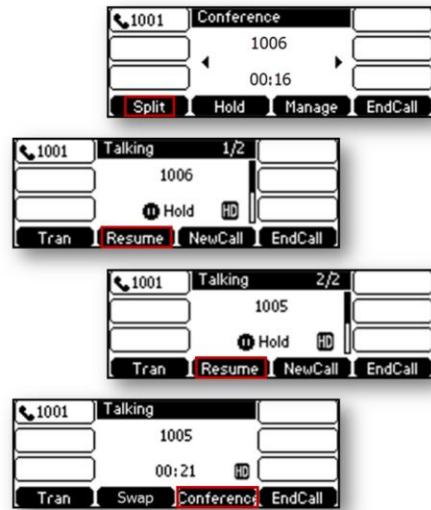 1001 Conference
1006
00:16
Split Hold Manage EndCall
1001 Talking 1/2
1006
Hold HD
Tran Resume NewCall EndCall
1001 Talking 2/2
1005
Hold HD
Tran Resume NewCall EndCall
1001 Talking
1005
00:21 HD
Tran Swap Conference EndCall